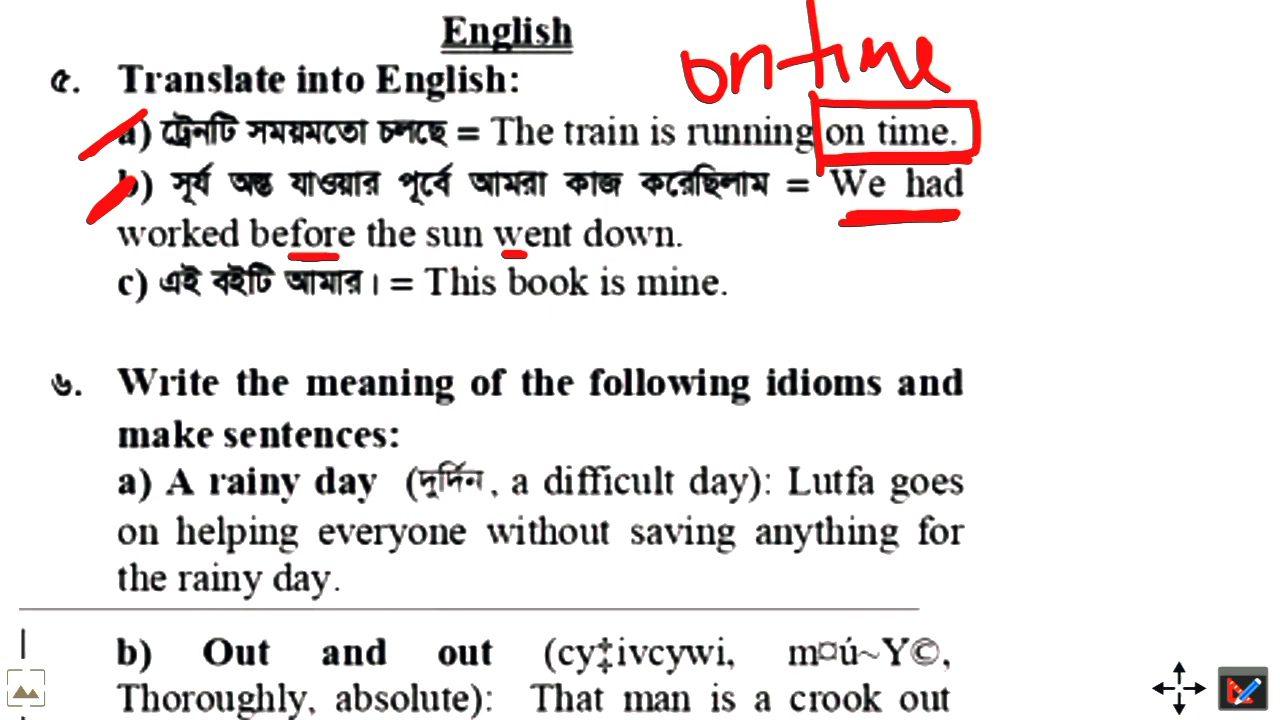 English
on time
৫. Translate into English:
a) ট্রেনটি সময়মতো চলছে = The train is running on time.
b) সূর্য অস্ত যাওয়ার পূর্বে আমরা কাজ করেছিলাম = We had
worked before the sun went down.
c) এই বইটি আমার। = This book is mine.
৬. Write the meaning of the following idioms and
make sentences:
a) A rainy day (দুর্দিন, a difficult day): Lutfa goes
on helping everyone without saving anything for
the rainy day.
b) Out and out (cy‡ivcywi, m¤ú~Y©,
Thoroughly, absolute): That man is a crook out